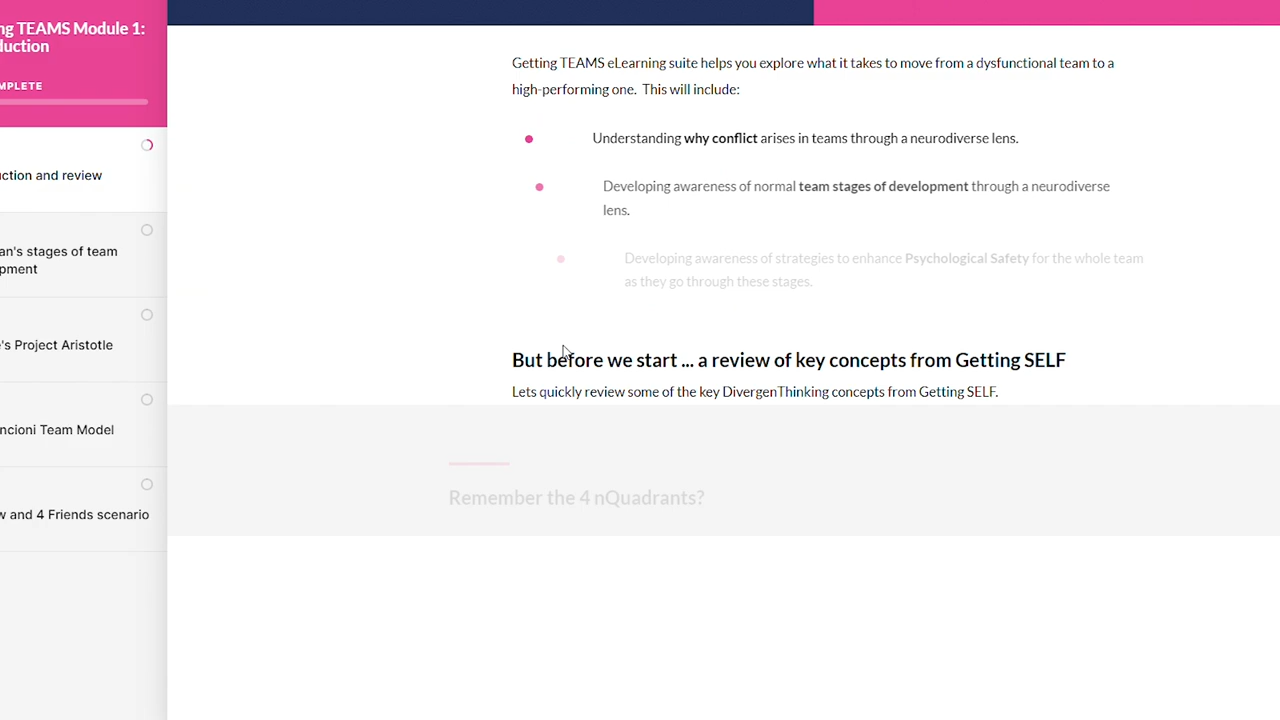 ng TEAMS Module 1:
duction
MPLETE
ction and review
an's stages of team
pment
's Project Aristotle
ncioni Team Model
w and 4 Friends scenario
Getting TEAMS eLearning suite helps you explore what it takes to move from a dysfunctional team to a
high-performing one. This will include:
Understanding why conflict arises in teams through a neurodiverse lens.
Developing awareness of normal team stages of development through a neurodiverse
lens.
Developing awareness of strategies to enhance Psychological Safety for the whole team
as they go through these stages.
But before we start ... a review of key concepts from Getting SELF
Lets quickly review some of the key DivergenThinking concepts from Getting SELF.
Remember the 4 nQuadrants?